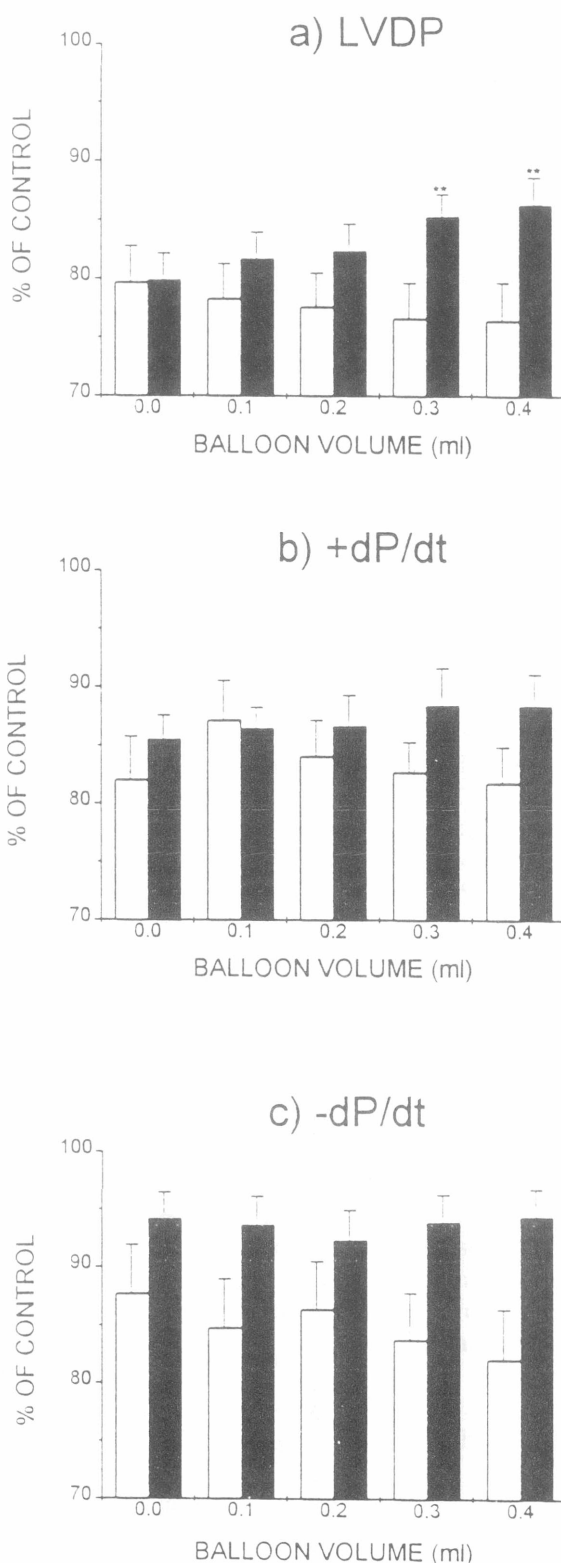 a) LVDP
100
90
80
70
% OF CONTROL
** **
0.0 0.1 0.2 0.3 0.4
BALLOON VOLUME (ml)
b) +dP/dt
100
90
80
70
% OF CONTROL
0.0 0.1 0.2 0.3 0.4
BALLOON VOLUME (ml)
c) -dP/dt
100
90
80
70
% OF CONTROL
0.0 0.1 0.2 0.3 0.4
BALLOON VOLUME (ml)